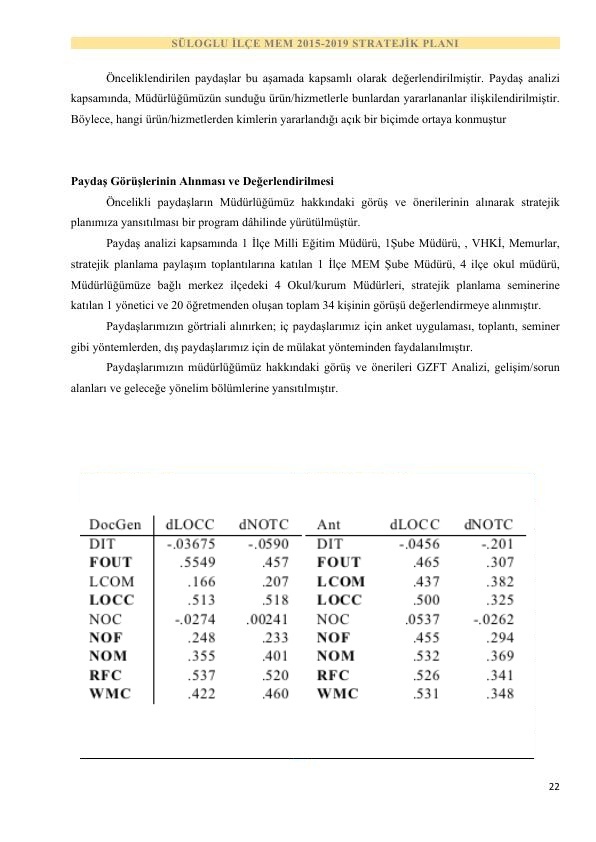 SÜLOGLU İLÇE MEM 2015-2019 STRATEJİK PLANI
Önceliklendirilen paydaşlar bu aşamada kapsamlı olarak değerlendirilmiştir. Paydaş analizi
kapsamında, Müdürlüğümüzün sunduğu ürün/hizmetlerle bunlardan yararlananlar ilişkilendirilmiştir.
Böylece, hangi ürün/hizmetlerden kimlerin yararlandığı açık bir biçimde ortaya konmuştur
Paydaş Görüşlerinin Alınması ve Değerlendirilmesi
Öncelikli paydaşların Müdürlüğümüz hakkındaki görüş ve önerilerinin alınarak stratejik
planımıza yansıtılması bir program dâhilinde yürütülmüştür.
Paydaş analizi kapsamında 1 İlçe Milli Eğitim Müdürü, 1Şube Müdürü, , VHKİ, Memurlar,
stratejik planlama paylaşım toplantılarına katılan 1 İlçe MEM Şube Müdürü, 4 ilçe okul müdürü,
Müdürlüğümüze bağlı merkez ilçedeki 4 Okul/kurum Müdürleri, stratejik planlama seminerine
katılan 1 yönetici ve 20 öğretmenden oluşan toplam 34 kişinin görüşü değerlendirmeye alınmıştır.
Paydaşlarımızın görtriali alınırken; iç paydaşlarımız için anket uygulaması, toplantı, seminer
gibi yöntemlerden, dış paydaşlarımız için de mülakat yönteminden faydalanılmıştır.
Paydaşlarımızın müdürlüğümüz hakkındaki görüş ve önerileri GZFT Analizi, gelişim/sorun
alanları ve geleceğe yönelim bölümlerine yansıtılmıştır.
DocGen dLOCC dNOTC Ant dLOCC dNOTC
DIT -.03675 -.0590 DIT -.0456 -.201
FOUT .5549 .457 FOUT .465 .307
LCOM .166 .207 LCOM .437 .382
LOCC .513 .518 LOCC .500 .325
NOC -.0274 .00241 NOC .0537 -.0262
NOF .248 .233 NOF .455 .294
NOM .355 .401 NOM .532 .369
RFC .537 .520 RFC .526 .341
WMC .422 .460 WMC .531 .348
22